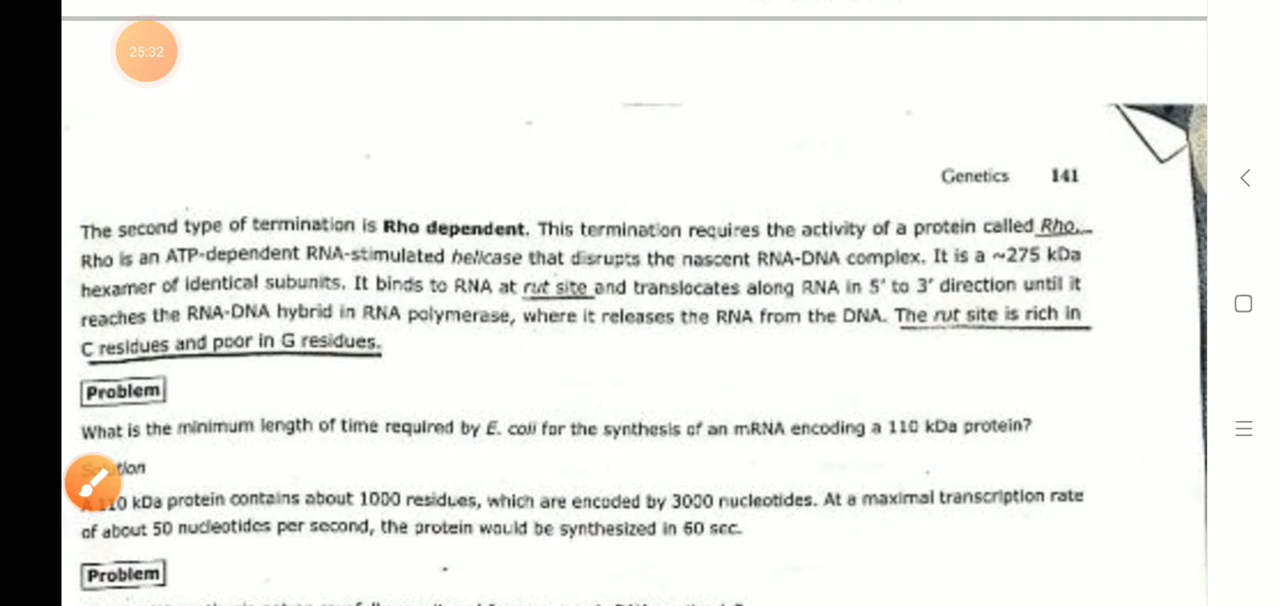 25:32
Genetics 141
The second type of termination is Rho dependent. This termination requires the activity of a protein called Rho.
Rho is an ATP-dependent RNA-stimulated helicase that disrupts the nascent RNA-DNA complex. It is a ~275 kDa
hexamer of identical subunits. It binds to RNA at rut site and translocates along RNA in 5' to 3' direction until it
reaches the RNA-DNA hybrid in RNA polymerase, where it releases the RNA from the DNA. The rut site is rich in
C residues and poor in G residues.
Problem
What is the minimum length of time required by E. coli for the synthesis of an mRNA encoding a 110 kDa protein?
A 110 kDa protein contains about 1000 residues, which are encoded by 3000 nucleotides. At a maximal transcription rate
of about 50 nucleotides per second, the protein would be synthesized in 60 sec.
Problem